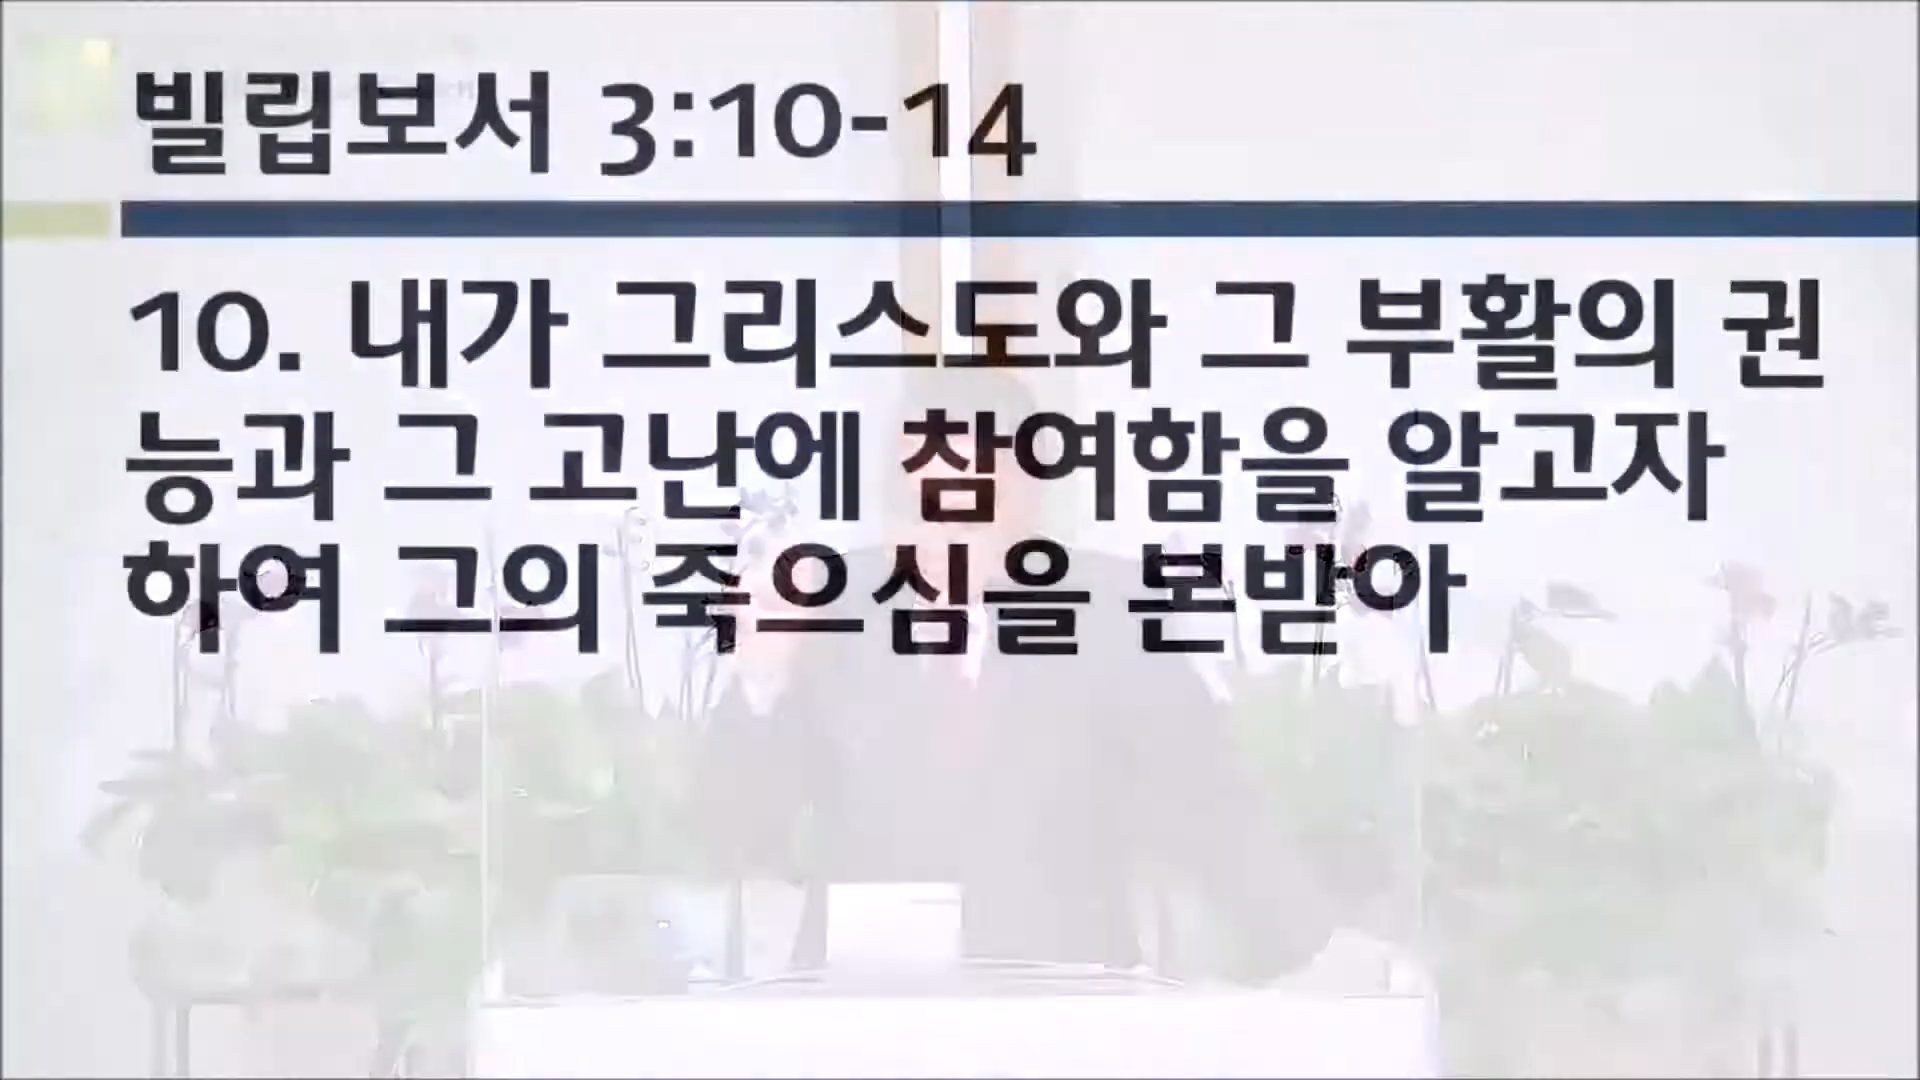 빌립보서 3:10-14
10. 내가 그리스도와 그 부활의 권
능과 그 고난에 참여함을 알고자
하여 그의 죽으심을 본받아